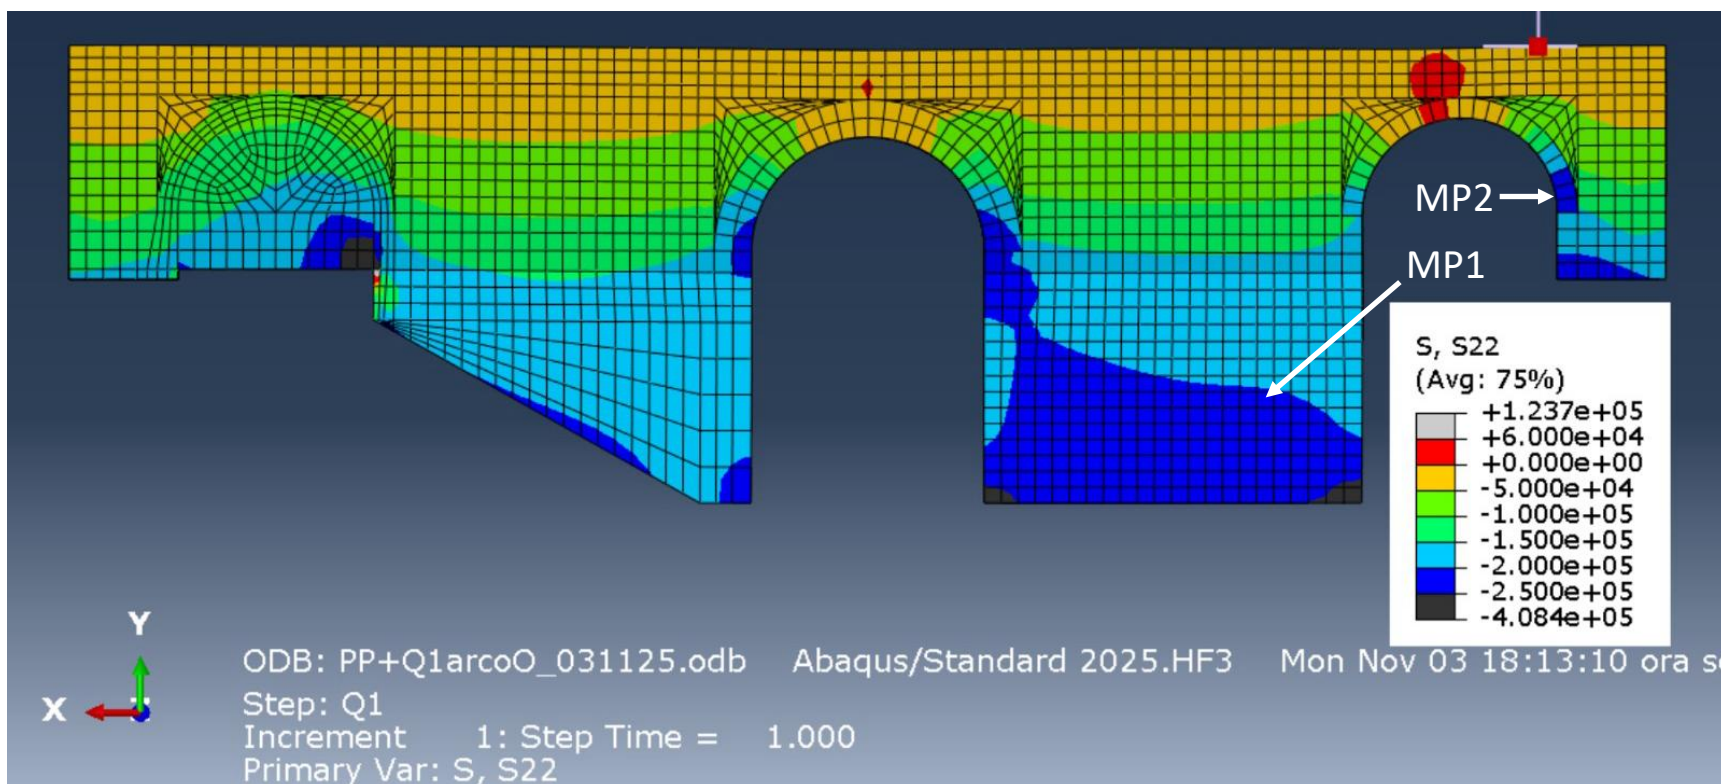 MP2
MP1
S, S22
(Avg: 75%)
+1.237e+05
+6.000e+04
+0.000e+00
-5.000e+04
-1.000e+05
-1.500e+05
-2.000e+05
-2.500e+05
-4.084e+05
Y
X
ODB: PP+Q1arcoO_031125.odb Abaqus/Standard 2025.HF3 Mon Nov 03 18:13:10 ora
Step: Q1
Increment 1: Step Time = 1.000
Primary Var: S, S22